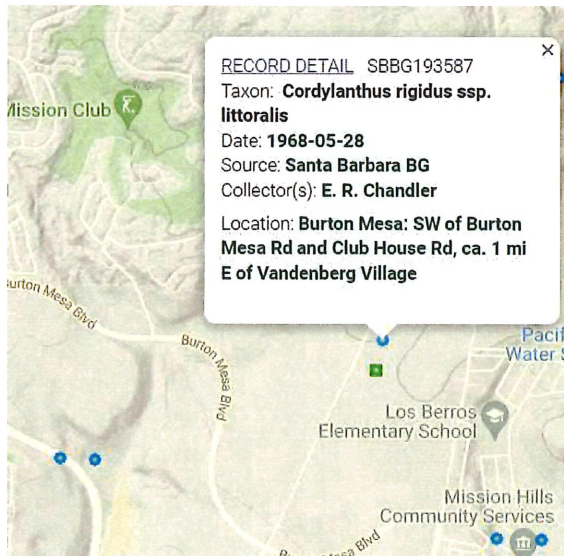 RECORD DETAIL SBBG193587
Taxon: Cordylanthus rigidus ssp.
littoralis
Date: 1968-05-28
Source: Santa Barbara BG
Collector(s): E. R. Chandler
Location: Burton Mesa: SW of Burton
Mesa Rd and Club House Rd, ca. 1 mi
E of Vandenberg Village
Mission Club
Burton Mesa Blvd
Burton Mesa Blvd
Pacif
Water S
Los Berros
Elementary School
Mission Hills
Community Services
Mesa Blvd